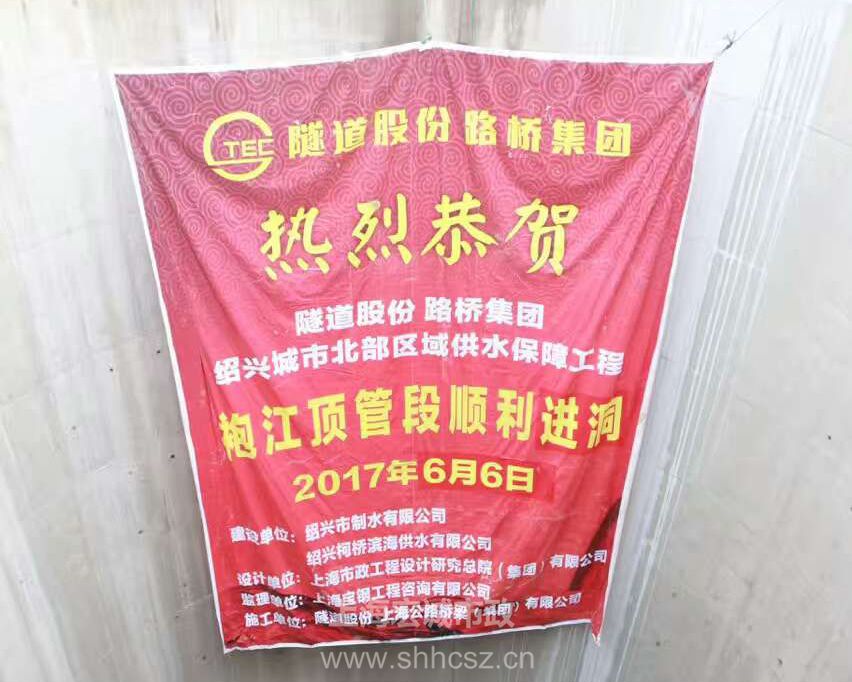 STEC 隧道股份 路桥集团
热烈恭贺
隧道股份 路桥集团
绍兴城市北部区域供水保障工程
袍江顶管段顺利进洞
2017年6月6日
建设单位：绍兴市制水有限公司
绍兴柯桥滨海供水有限公司
设计单位：上海市政工程设计研究总院（集团）有限公司
监理单位：上海宝钢工程咨询有限公司
施工单位：隧道股份上海公路桥梁（集团）有限公司
www.shhcsz.cn